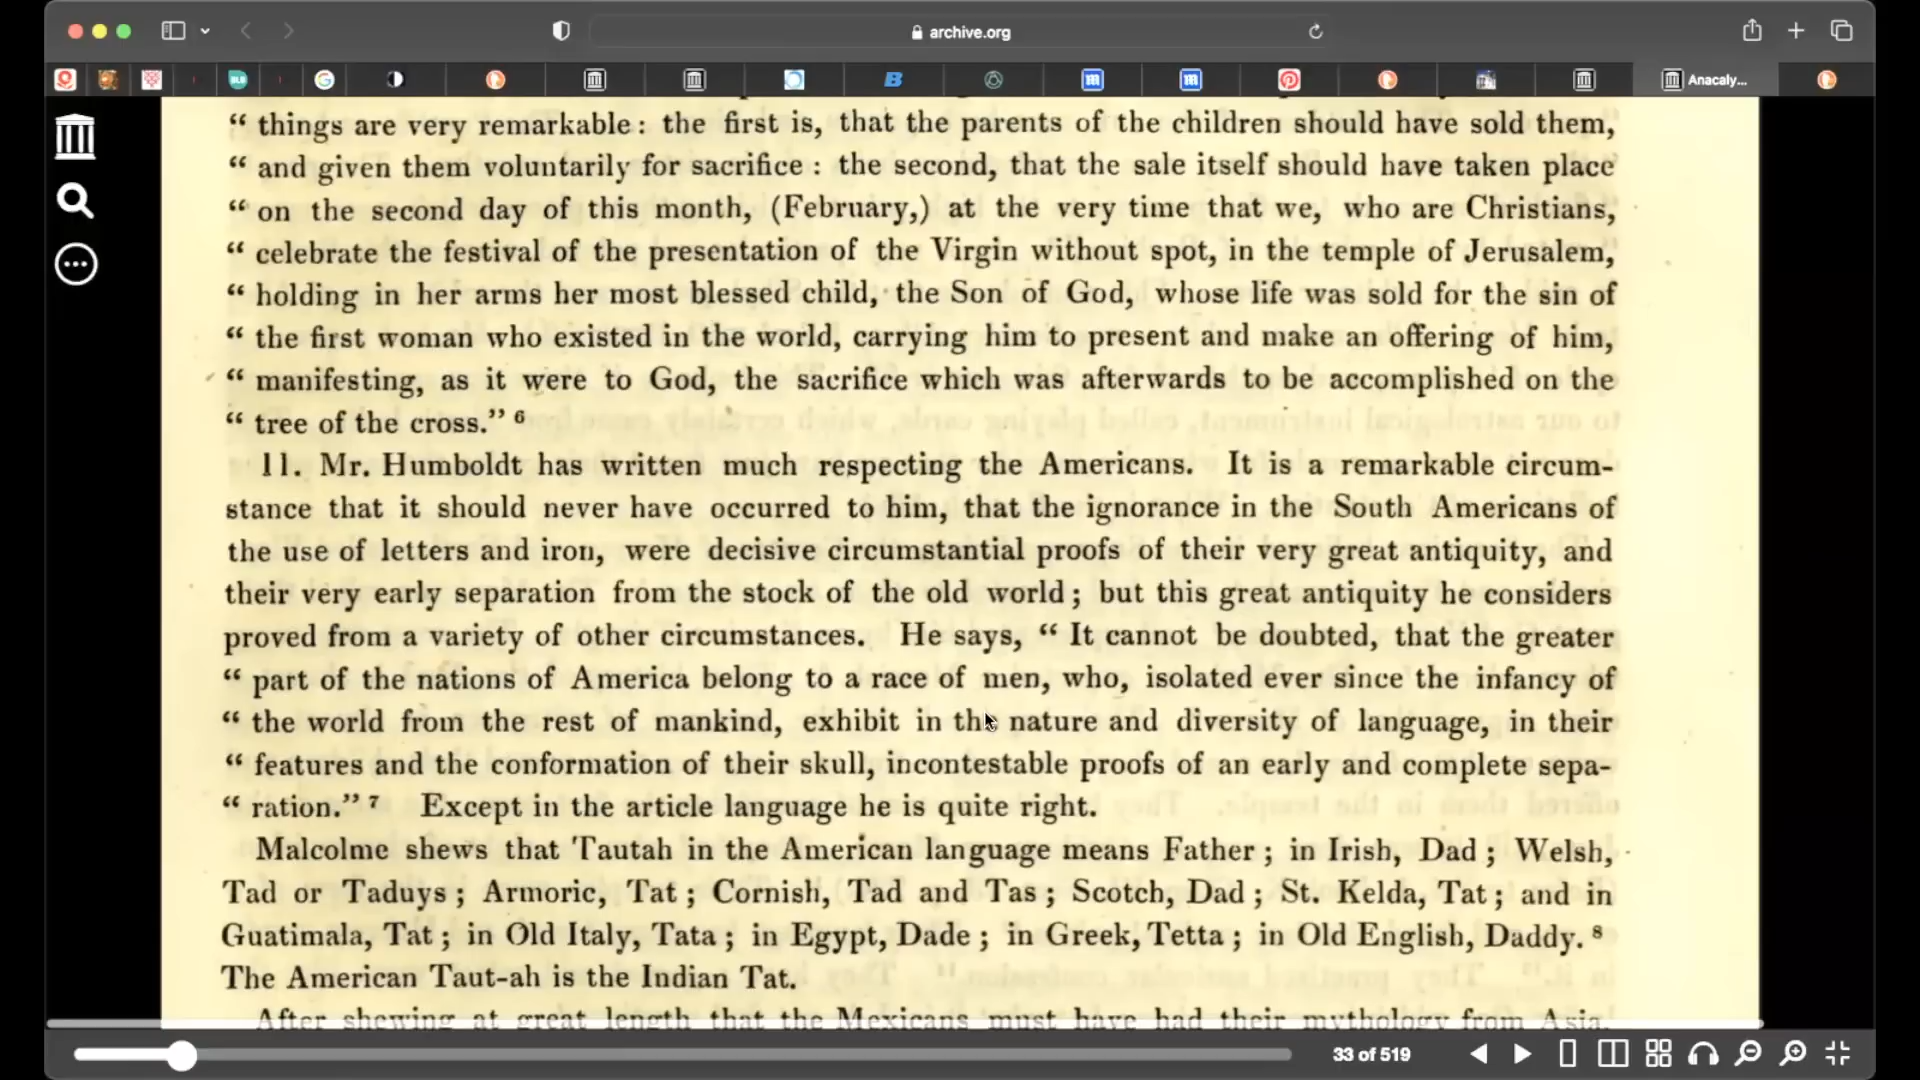 archive.org
BLB
G
B
m
m
Anacaly...
“ things are very remarkable : the first is, that the parents of the children should have sold them,
“ and given them voluntarily for sacrifice : the second, that the sale itself should have taken place
“ on the second day of this month, (February,) at the very time that we, who are Christians,
“ celebrate the festival of the presentation of the Virgin without spot, in the temple of Jerusalem,
“ holding in her arms her most blessed child, the Son of God, whose life was sold for the sin of
“ the first woman who existed in the world, carrying him to present and make an offering of him,
“ manifesting, as it were to God, the sacrifice which was afterwards to be accomplished on the
“ tree of the cross.” 6
11. Mr. Humboldt has written much respecting the Americans. It is a remarkable circum-
stance that it should never have occurred to him, that the ignorance in the South Americans of
the use of letters and iron, were decisive circumstantial proofs of their very great antiquity, and
their very early separation from the stock of the old world ; but this great antiquity he considers
proved from a variety of other circumstances. He says, “ It cannot be doubted, that the greater
“ part of the nations of America belong to a race of men, who, isolated ever since the infancy of
“ the world from the rest of mankind, exhibit in the nature and diversity of language, in their
“ features and the conformation of their skull, incontestable proofs of an early and complete sepa-
“ ration.” 7 Except in the article language he is quite right.
Malcolme shews that Tautah in the American language means Father ; in Irish, Dad ; Welsh,
Tad or Taduys ; Armoric, Tat ; Cornish, Tad and Tas ; Scotch, Dad ; St. Kelda, Tat ; and in
Guatimala, Tat ; in Old Italy, Tata ; in Egypt, Dade ; in Greek, Tetta ; in Old English, Daddy. 8
The American Taut-ah is the Indian Tat.
After shewing at great length that the Mexicans must have had their mythology from Asia,
33 of 519